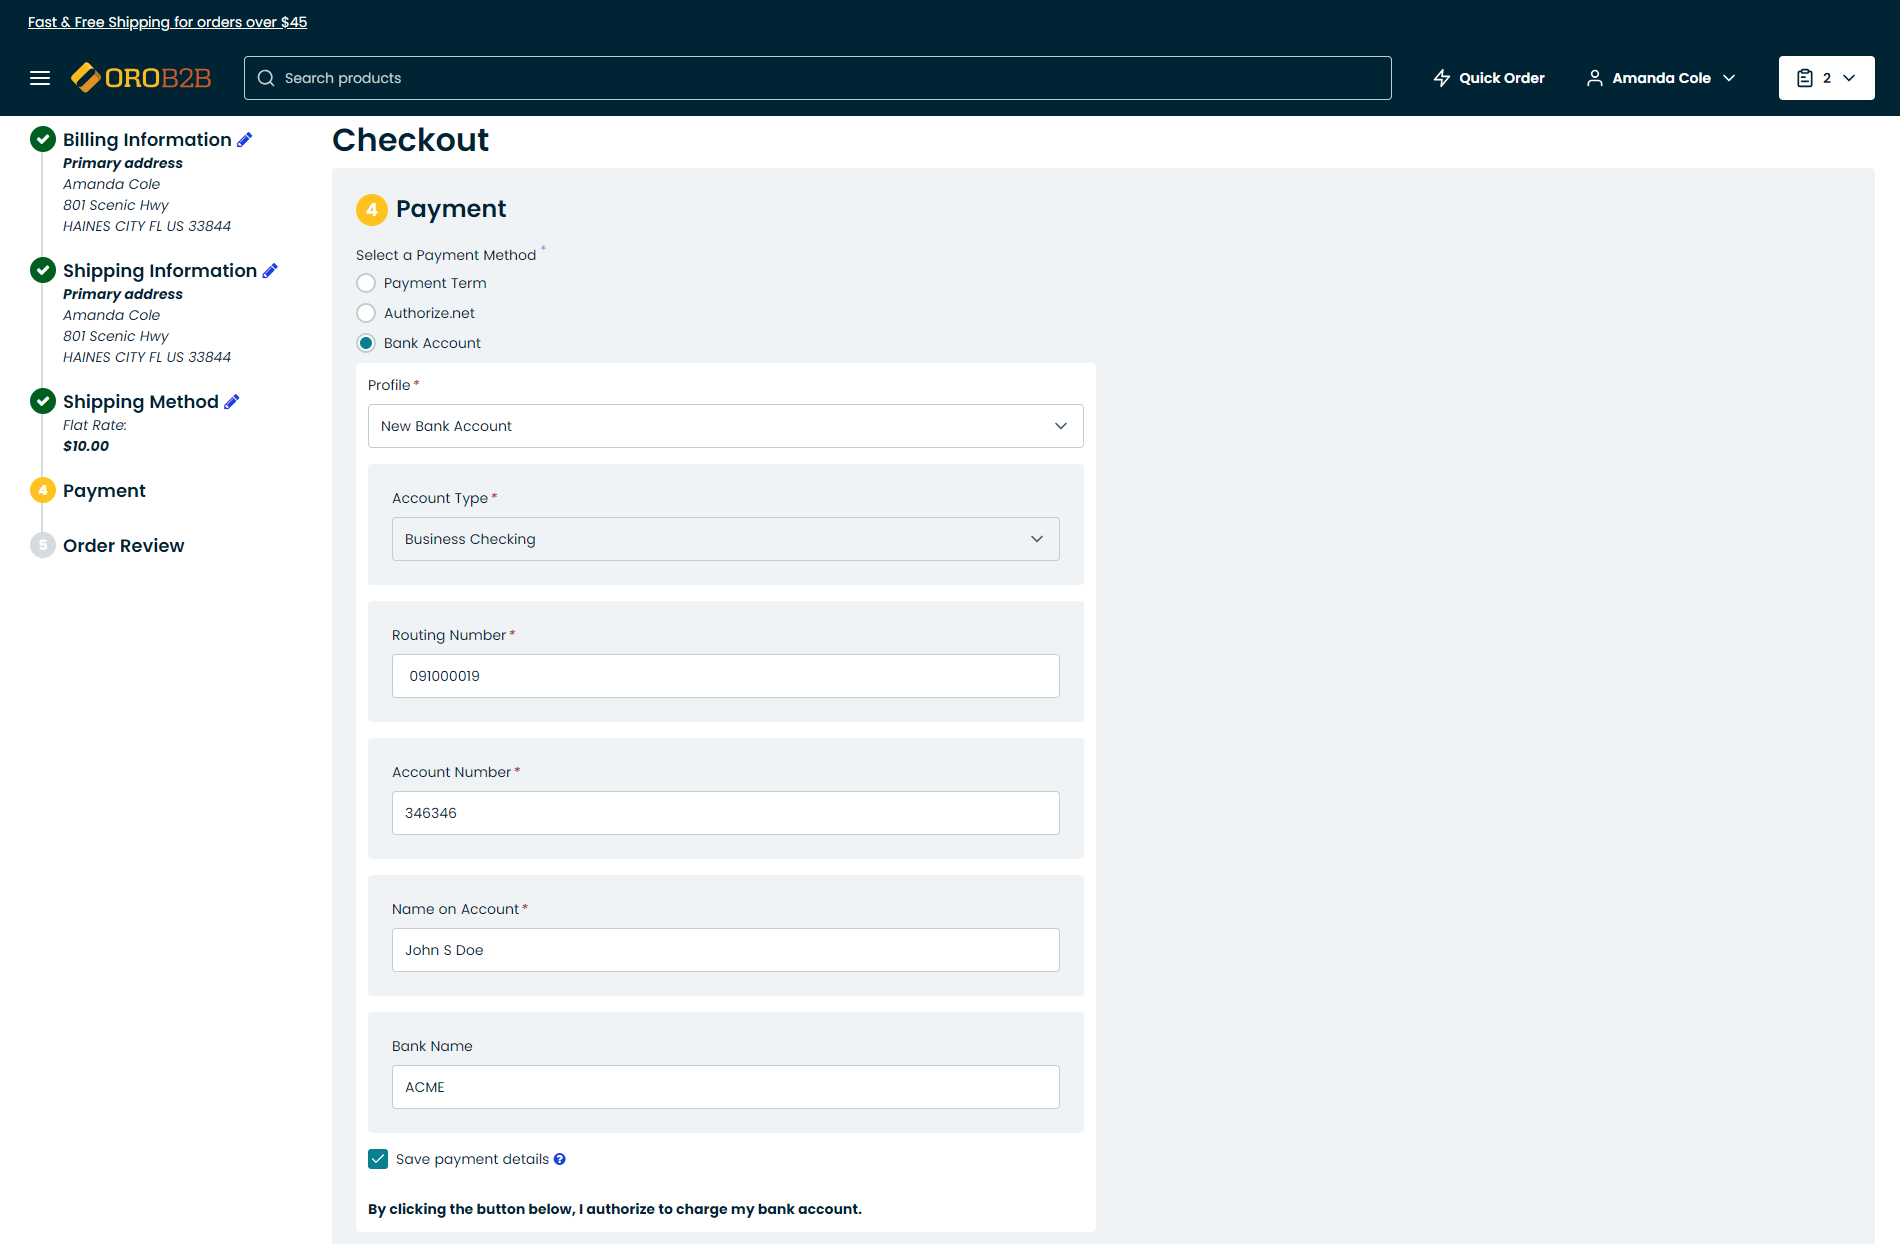 Fast & Free Shipping for orders over $45
OROB2B
Search products
Quick Order
Amanda Cole
2
Billing Information
Primary address
Amanda Cole
801 Scenic Hwy
HAINES CITY FL US 33844
Shipping Information
Primary address
Amanda Cole
801 Scenic Hwy
HAINES CITY FL US 33844
Shipping Method
Flat Rate:
$10.00
4 Payment
5 Order Review
Checkout
4 Payment
Select a Payment Method *
Payment Term
Authorize.net
Bank Account
Profile *
New Bank Account
Account Type *
Business Checking
Routing Number *
091000019
Account Number *
346346
Name on Account *
John S Doe
Bank Name
ACME
Save payment details ?
By clicking the button below, I authorize to charge my bank account.